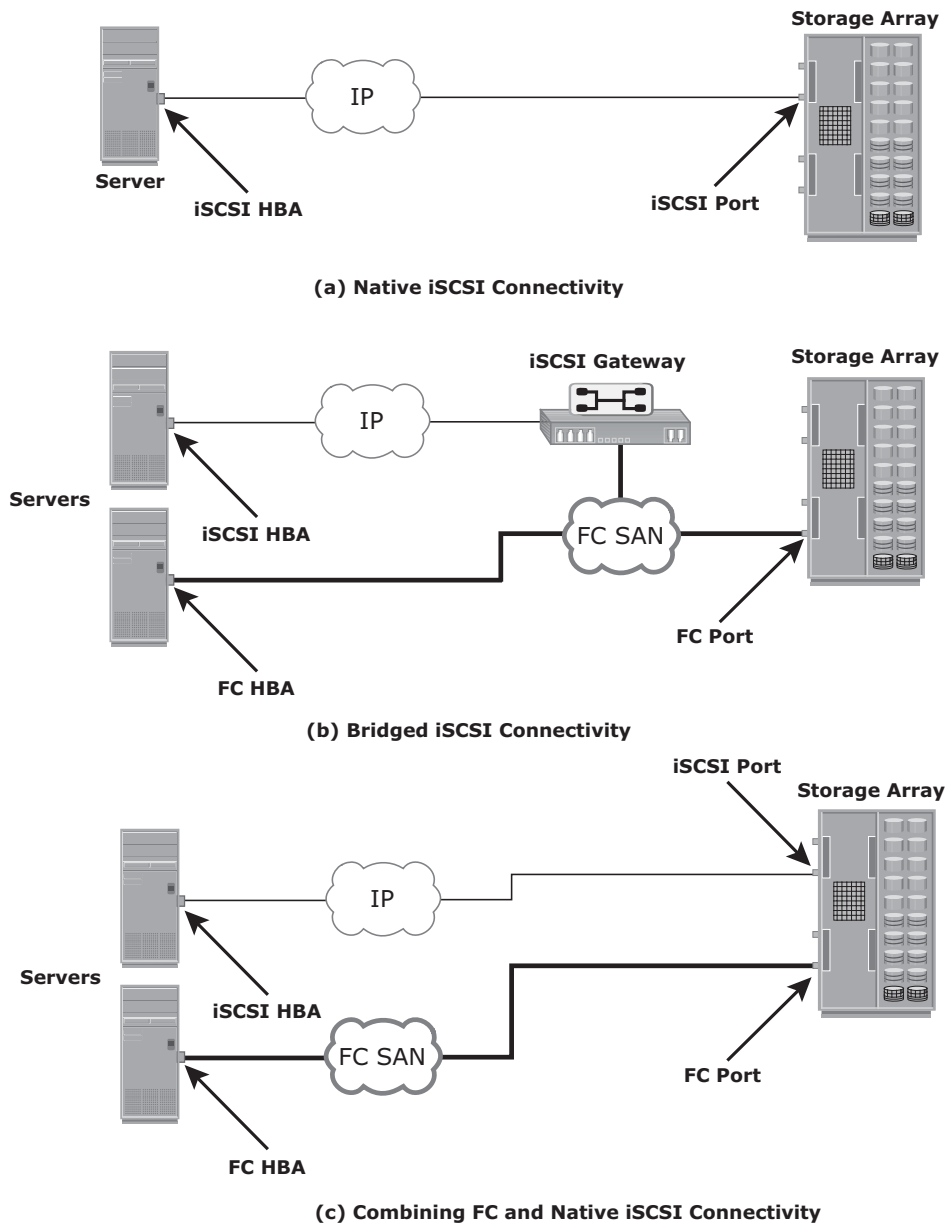 Storage Array
IP
Server
iSCSI HBA
iSCSI Port
(a) Native iSCSI Connectivity
iSCSI Gateway
Storage Array
IP
Servers
iSCSI HBA
FC SAN
FC Port
FC HBA
(b) Bridged iSCSI Connectivity
iSCSI Port
Storage Array
IP
Servers
iSCSI HBA
FC SAN
FC Port
FC HBA
(c) Combining FC and Native iSCSI Connectivity